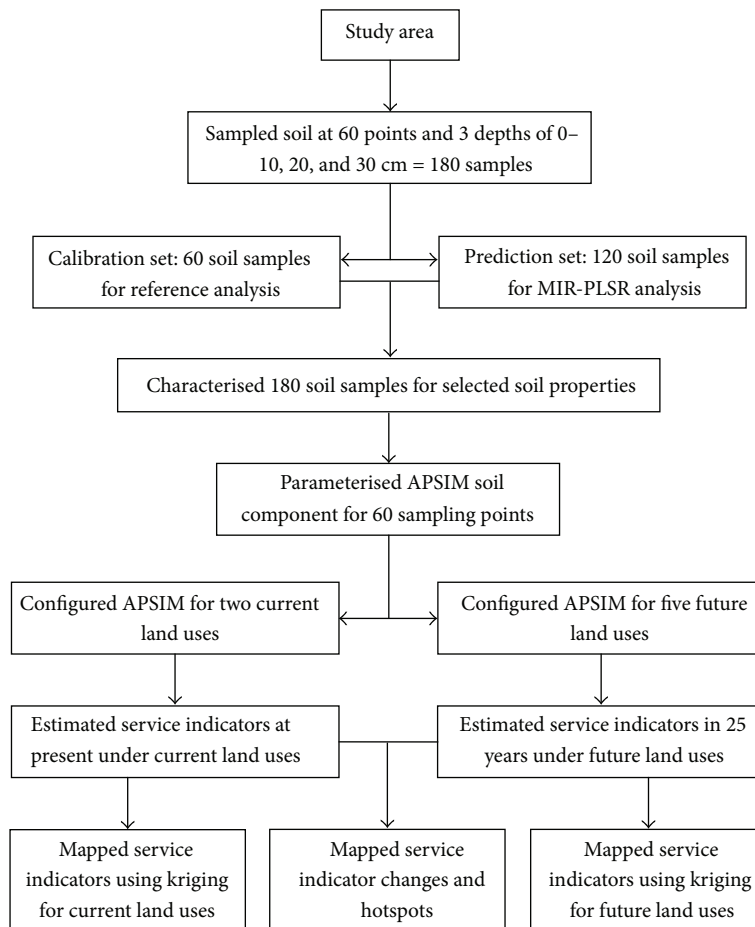 Study area
Sampled soil at 60 points and 3 depths of 0–
10, 20, and 30 cm = 180 samples
Calibration set: 60 soil samples
for reference analysis
Prediction set: 120 soil samples
for MIR-PLSR analysis
Characterised 180 soil samples for selected soil properties
Parameterised APSIM soil
component for 60 sampling points
Configured APSIM for two current
land uses
Configured APSIM for five future
land uses
Estimated service indicators at
present under current land uses
Estimated service indicators in 25
years under future land uses
Mapped service
indicators using kriging
for current land uses
Mapped service
indicator changes and
hotspots
Mapped service
indicators using kriging
for future land uses